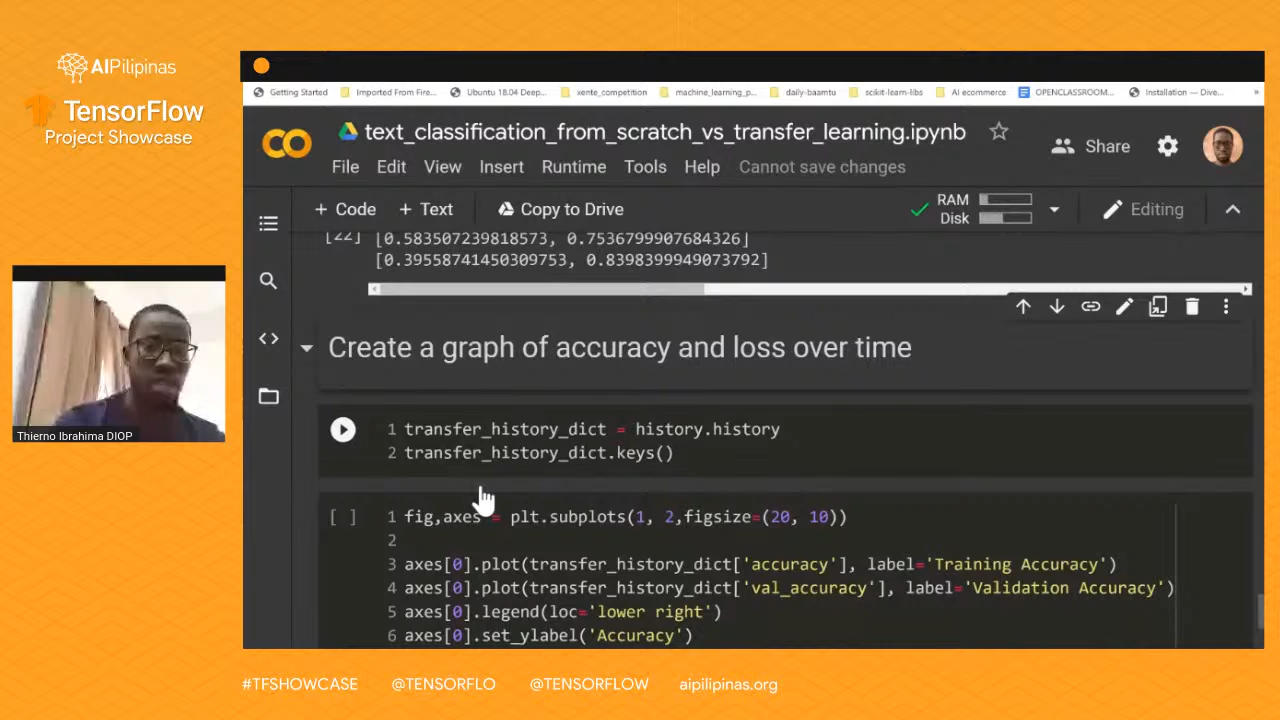 AIPilipinas
TensorFlow
Project Showcase
Thierno Ibrahima DIOP
Getting Started
Imported From Fire...
Ubuntu 18.04 Deep...
xente_competition
machine_learning_p...
daily-baamtu
scikit-learn-libs
AI ecommerce
OPENCLASSROOM...
Installation — Dive...
»
text_classification_from_scratch_vs_transfer_learning.ipynb
Share
File Edit View Insert Runtime Tools Help Cannot save changes
+ Code + Text Copy to Drive
RAM
Disk
Editing
[22] [0.583507239818573, 0.7536799907684326]
[0.39558741450309753, 0.8398399949073792]
Create a graph of accuracy and loss over time
1 transfer_history_dict = history.history
2 transfer_history_dict.keys()
[ ] 1 fig,axes = plt.subplots(1, 2,figsize=(20, 10))
2
3 axes[0].plot(transfer_history_dict['accuracy'], label='Training Accuracy')
4 axes[0].plot(transfer_history_dict['val_accuracy'], label='Validation Accuracy')
5 axes[0].legend(loc='lower right')
6 axes[0].set_ylabel('Accuracy')
#TFSHOWCASE @TENSORFLO @TENSORFLOW aipilipinas.org